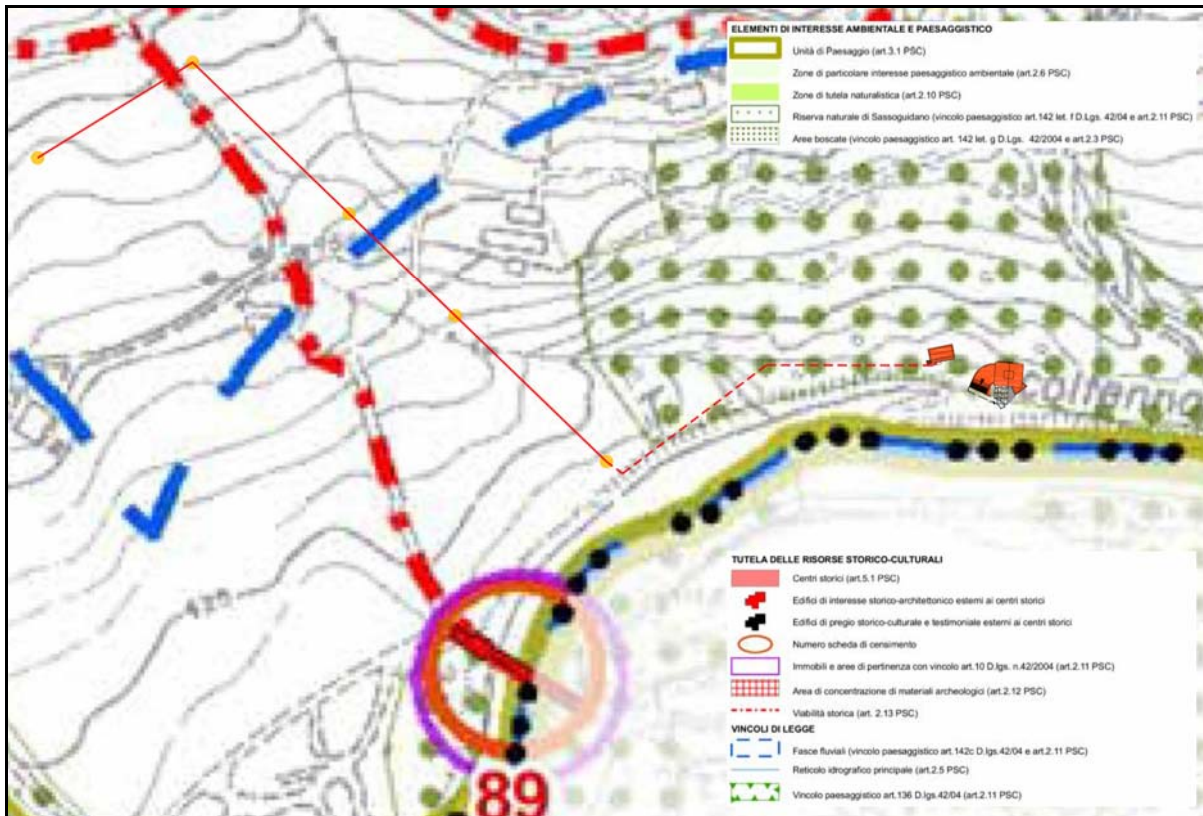 ELEMENTI DI INTERESSE AMBIENTALE E PAESAGGISTICO
Unità di Paesaggio (art.3.1 PSC)
Zone di particolare interesse paesaggistico ambientale (art.2.6 PSC)
Zone di tutela naturalistica (art.2.10 PSC)
Riserva naturale di Sassoguidano (vincolo paesaggistico art.142 let. f D.Lgs. 42/04 e art.2.11 PSC)
Aree boscate (vincolo paesaggistico art. 142 let. g D.Lgs. 42/2004 e art.2.3 PSC)
425
89
TUTELA DELLE RISORSE STORICO-CULTURALI
Centri storici (art.5.1 PSC)
Edifici di interesse storico-architettonico esterni ai centri storici
Edifici di pregio storico-culturale e testimoniale esterni ai centri storici
Numero scheda di censimento
Immobili e aree di pertinenza con vincolo art.10 D.lgs. n.42/2004 (art.2.11 PSC)
Area di concentrazione di materiali archeologici (art.2.12 PSC)
Viabilità storica (art. 2.13 PSC)
VINCOLI DI LEGGE
Fasce fluviali (vincolo paesaggistico art.142c D.lgs.42/04 e art.2.11 PSC)
Reticolo idrografico principale (art.2.5 PSC)
Vincolo paesaggistico art.136 D.lgs.42/04 (art.2.11 PSC)